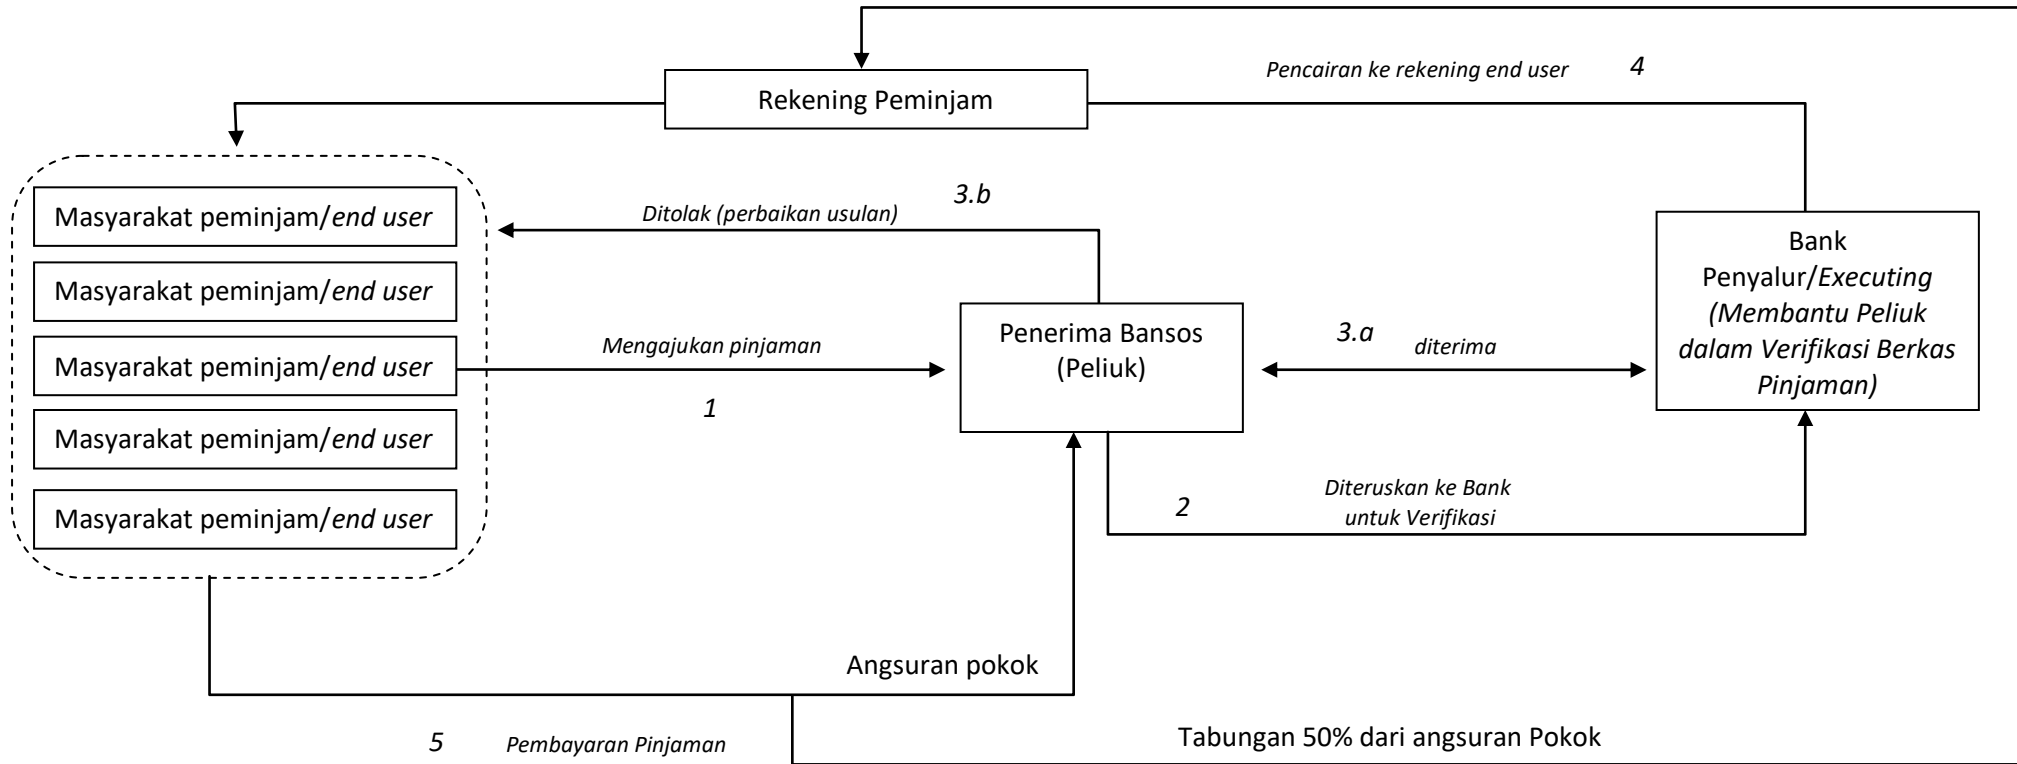 Pencairan ke rekening end user 4
Rekening Peminjam
3.b
Ditolak (perbaikan usulan)
Masyarakat peminjam/end user
Masyarakat peminjam/end user
Masyarakat peminjam/end user
Masyarakat peminjam/end user
Masyarakat peminjam/end user
Mengajukan pinjaman
1
Penerima Bansos
(Peliuk)
3.a diterima
Bank
Penyalur/Executing
(Membantu Peliuk
dalam Verifikasi Berkas
Pinjaman)
2
Diteruskan ke Bank
untuk Verifikasi
Angsuran pokok
5 Pembayaran Pinjaman
Tabungan 50% dari angsuran Pokok